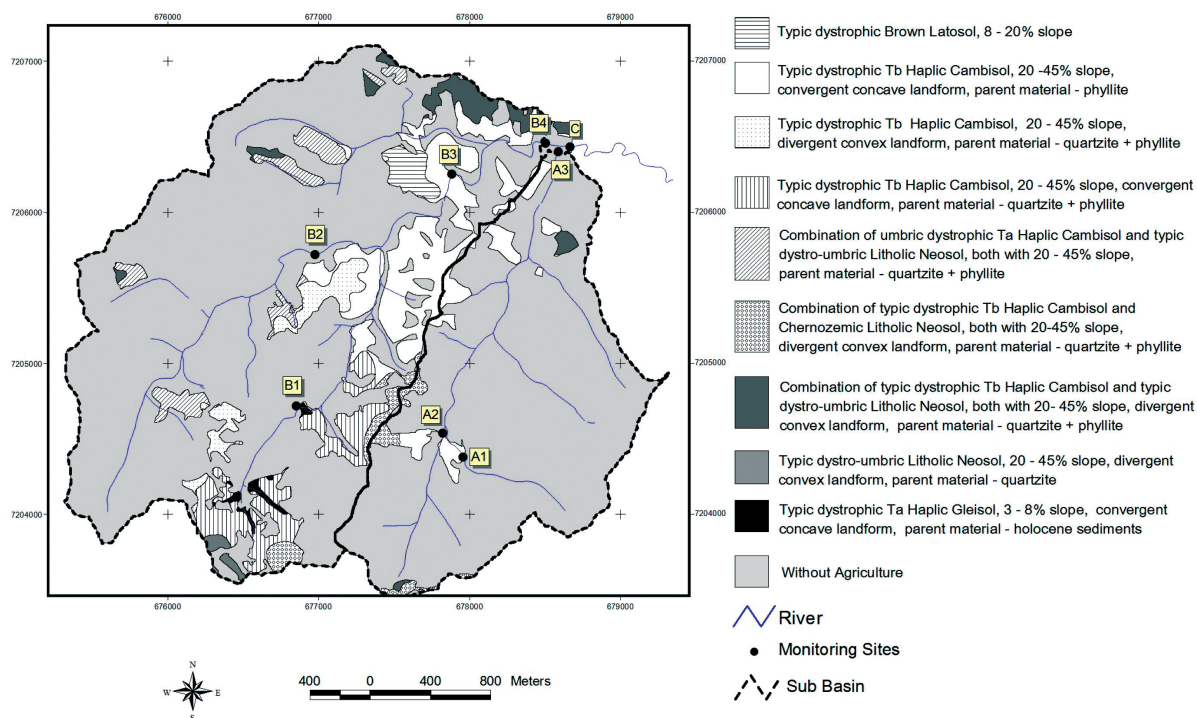 676000 677000 678000 679000
7207000 7207000
7206000 7206000
7205000 7205000
7204000 7204000
676000 677000 678000 679000
B4
C
B3
A3
B2
B1
A2
A1
N
W E
S
400 0 400 800 Meters
Typic dystrophic Brown Latosol, 8 - 20% slope
Typic dystrophic Tb Haplic Cambisol, 20 -45% slope,
convergent concave landform, parent material - phyllite
Typic dystrophic Tb Haplic Cambisol, 20 - 45% slope,
divergent convex landform, parent material - quartzite + phyllite
Typic dystrophic Tb Haplic Cambisol, 20 - 45% slope, convergent
concave landform, parent material - quartzite + phyllite
Combination of umbric dystrophic Ta Haplic Cambisol and typic
dystro-umbric Litholic Neosol, both with 20 - 45% slope,
parent material - quartzite + phyllite
Combination of typic dystrophic Tb Haplic Cambisol and
Chernozemic Litholic Neosol, both with 20-45% slope,
divergent convex landform, parent material - quartzite + phyllite
Combination of typic dystrophic Tb Haplic Cambisol and typic
dystro-umbric Litholic Neosol, both with 20- 45% slope, divergent
convex landform, parent material - quartzite + phyllite
Typic dystro-umbric Litholic Neosol, 20 - 45% slope, divergent
convex landform, parent material - quartzite
Typic dystrophic Ta Haplic Gleisol, 3 - 8% slope, convergent
concave landform, parent material - holocene sediments
Without Agriculture
River
Monitoring Sites
Sub Basin